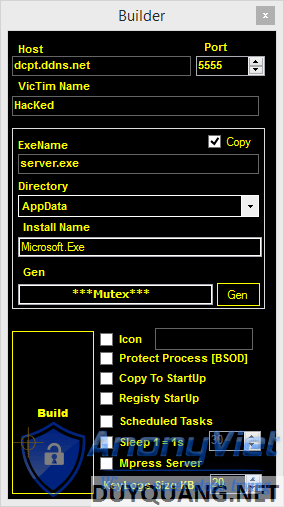 Builder
x
Host
Port
dcpt.ddns.net
5555
VicTim Name
HacKed
ExeName
Copy
server.exe
Directory
AppData
Install Name
Microsoft.Exe
Gen
***Mutex***
Gen
Build
Icon
Protect Process [BSOD]
Copy To StartUp
Registy StarUp
Scheduled Tasks
Sleep 1 = 1s
30
Mpress Server
KeyLogs Size KB
20
AnonyViet
DUYQUANG.NET